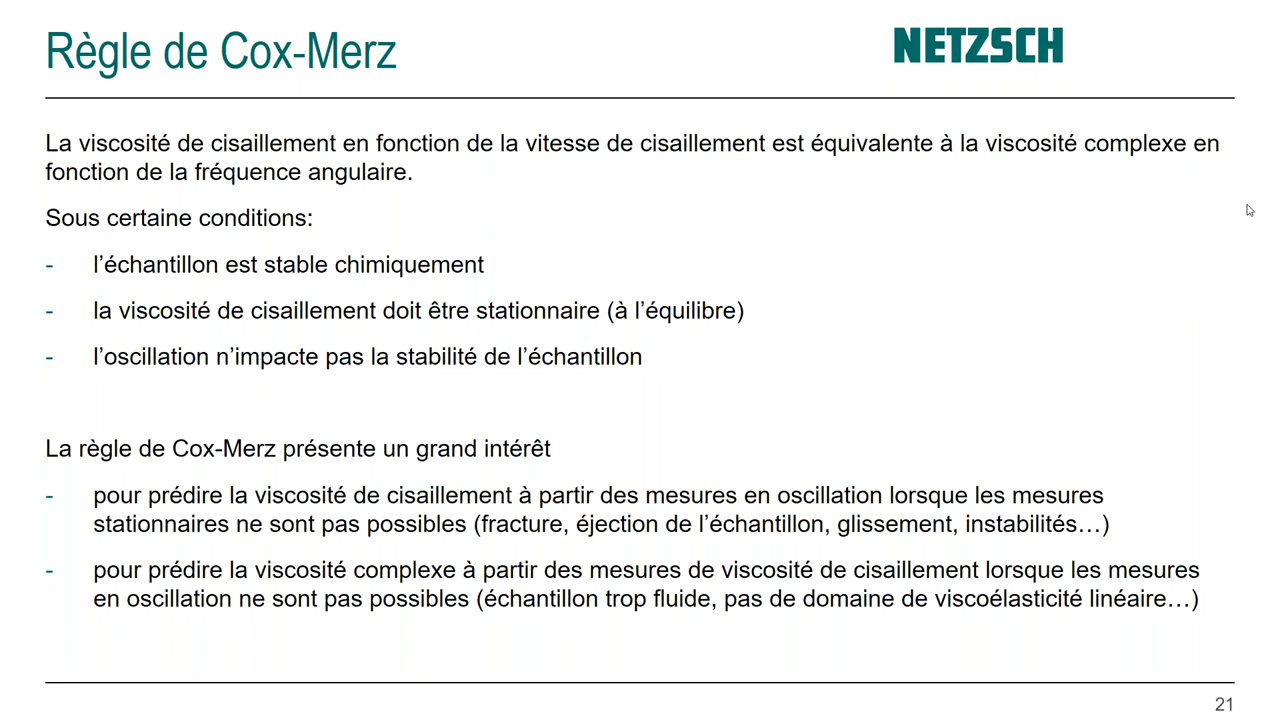 Règle de Cox-Merz
NETZSCH
La viscosité de cisaillement en fonction de la vitesse de cisaillement est équivalente à la viscosité complexe en
fonction de la fréquence angulaire.
Sous certaine conditions:
- l’échantillon est stable chimiquement
- la viscosité de cisaillement doit être stationnaire (à l’équilibre)
- l’oscillation n’impacte pas la stabilité de l’échantillon
La règle de Cox-Merz présente un grand intérêt
- pour prédire la viscosité de cisaillement à partir des mesures en oscillation lorsque les mesures
stationnaires ne sont pas possibles (fracture, éjection de l’échantillon, glissement, instabilités…)
- pour prédire la viscosité complexe à partir des mesures de viscosité de cisaillement lorsque les mesures
en oscillation ne sont pas possibles (échantillon trop fluide, pas de domaine de viscoélasticité linéaire…)
21